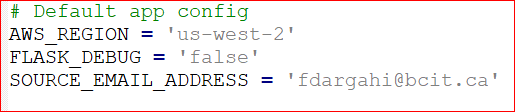 # Default app config
AWS_REGION = 'us-west-2'
FLASK_DEBUG = 'false'
SOURCE_EMAIL_ADDRESS = 'fdargahi@bcit.ca'